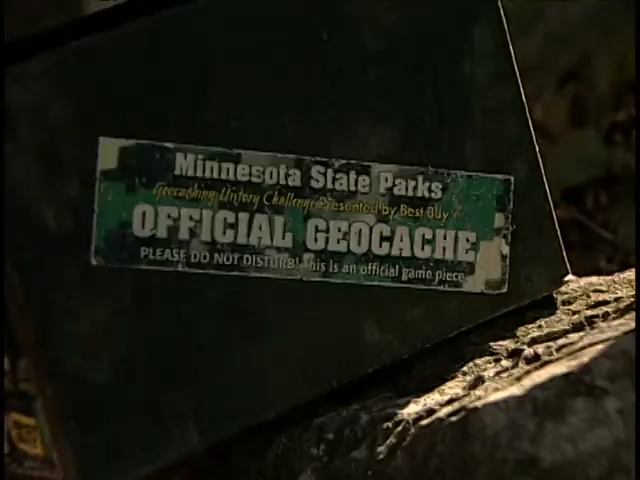 Minnesota State Parks
Geocaching History Challenge Presented by Best Buy
OFFICIAL GEOCACHE
PLEASE DO NOT DISTURB! This is an official game piece.